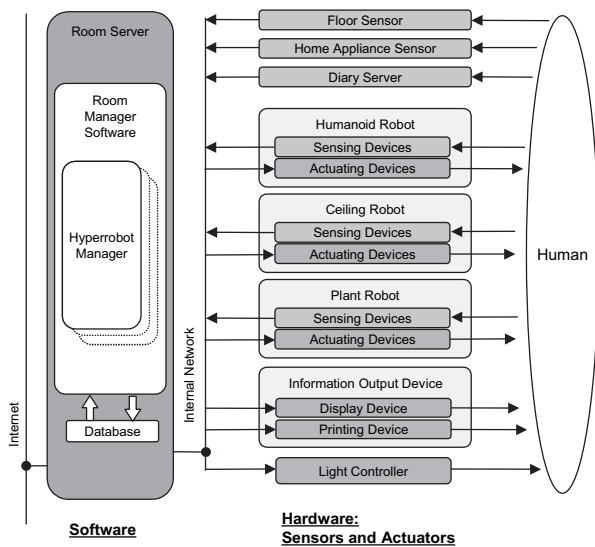 Room Server
Room
Manager
Software
Hyperrobot
Manager
Database
Internet
Internal Network
Software
Floor Sensor
Home Appliance Sensor
Diary Server
Humanoid Robot
Sensing Devices
Actuating Devices
Ceiling Robot
Sensing Devices
Actuating Devices
Plant Robot
Sensing Devices
Actuating Devices
Information Output Device
Display Device
Printing Device
Light Controller
Human
Hardware:
Sensors and Actuators